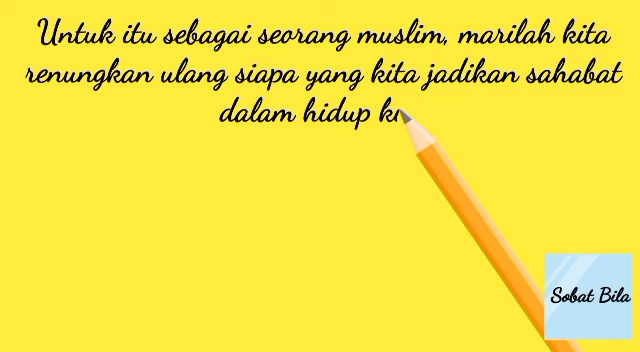 Untuk itu sebagai seorang muslim, marilah kita
renungkan ulang siapa yang kita jadikan sahabat
dalam hidup
Sobat Bila